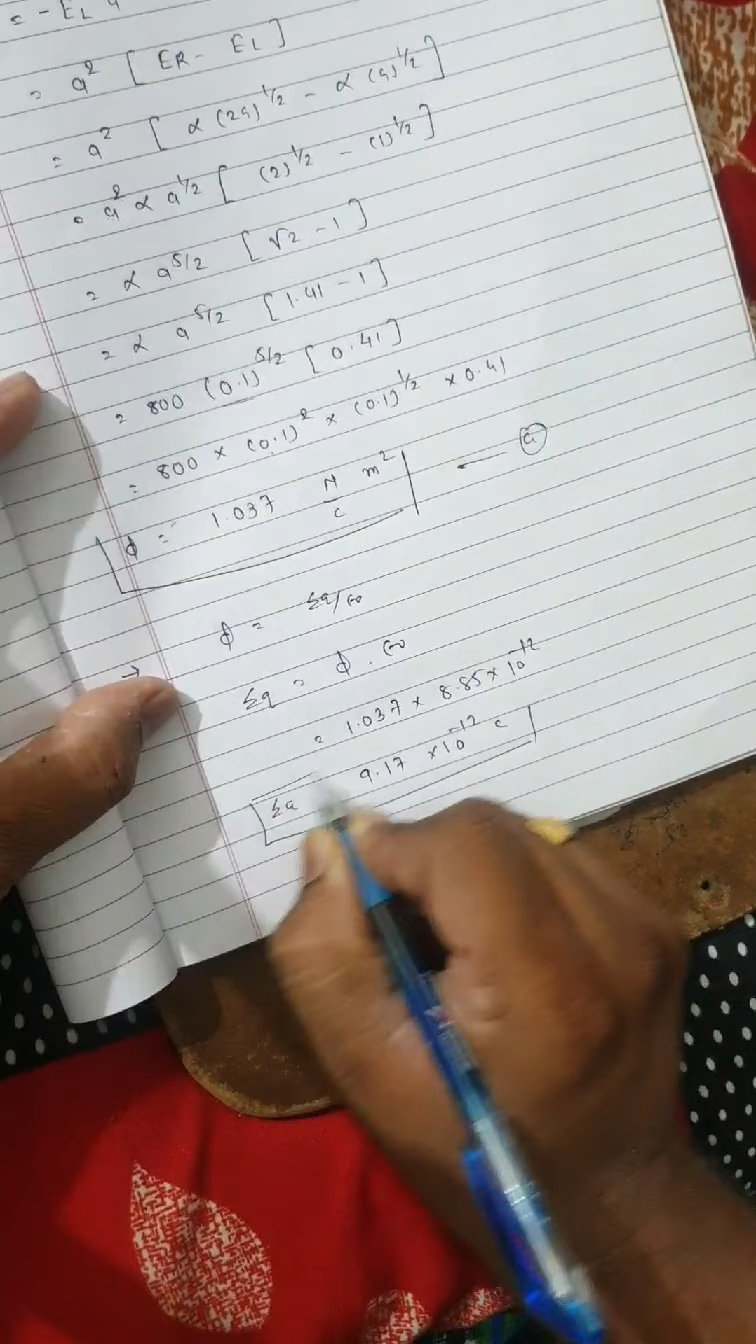 = - EL a
= a² [ ER - EL ]
= a² [ α (2a)^1/2 - α (a)^1/2 ]
= a² α a^1/2 [ (2)^1/2 - (1)^1/2 ]
= α a^5/2 [ √2 - 1 ]
= α a^5/2 [ 1.41 - 1 ]
= 800 (0.1)^5/2 [ 0.41 ]
= 800 × (0.1)² × (0.1)^1/2 × 0.41
ϕ = 1.037 N/C m² — ⓐ
→ ϕ = Σq/ε0
Σq = ϕ . ε0
= 1.037 × 8.85 × 10^-12
Σq 9.17 × 10^-12 C